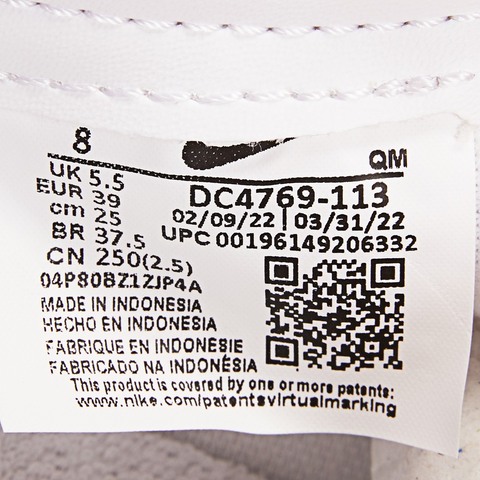 8
QM
UK 5.5
EUR 39
cm 25
BR 37.5
CN 250(2.5)
DC4769-113
02/09/22 | 03/31/22
UPC 00196149206332
04P808Z1ZJP4A
MADE IN INDONESIA
HECHO EN INDONESIA
FABRIQUE EN INDONESIE
FABRICADO NA INDONÉSIA
This product is covered by one or more patents:
www.nike.com/patentsvirtualmarking